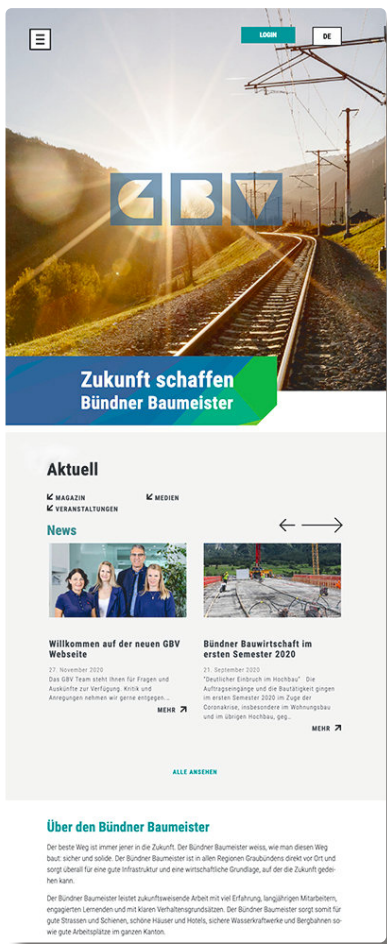 LOGIN
DE
GBV
Zukunft schaffen
Bündner Baumeister
Aktuell
MAGAZIN
MEDIEN
VERANSTALTUNGEN
News
Willkommen auf der neuen GBV
Webseite
27. November 2020
Das GBV Team steht Ihnen für Fragen und
Auskünfte zur Verfügung. Kritik und
Anregungen nehmen wir gerne entgegen....
MEHR
Bündner Bauwirtschaft im
ersten Semester 2020
21. September 2020
"Deutlicher Einbruch im Hochbau" Die
Auftragseingänge und die Bautätigkeit gingen
im ersten Semester 2020 im Zuge der
Coronakrise, insbesondere im Wohnungsbau
und im übrigen Hochbau, geg...
MEHR
ALLE ANSEHEN
Über den Bündner Baumeister
Der beste Weg ist immer jener in die Zukunft. Der Bündner Baumeister weiss, wie man diesen Weg
baut: sicher und solide. Der Bündner Baumeister ist in allen Regionen Graubündens direkt vor Ort und
sorgt überall für eine gute Infrastruktur und eine wirtschaftliche Grundlage, auf der die Zukunft gedei-
hen kann.
Der Bündner Baumeister leistet zukunftsweisende Arbeit mit viel Erfahrung, langjährigen Mitarbeitern,
engagierten Lernenden und mit klaren Verhaltensgrundsätzen. Der Bündner Baumeister sorgt somit für
gute Strassen und Schienen, schöne Häuser und Hotels, sichere Wasserkraftwerke und Bergbahnen so-
wie gute Arbeitsplätze im ganzen Kanton.